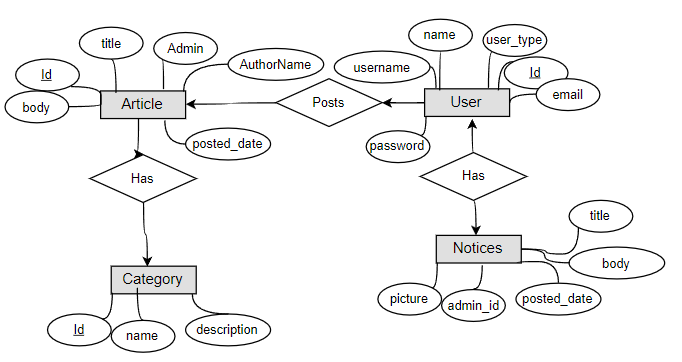 name
user_type
title
Admin
AuthorName
username
Id
Id
body
Article
Posts
User
email
posted_date
password
Has
Has
title
Notices
body
Category
picture
admin_id
posted_date
Id
name
description